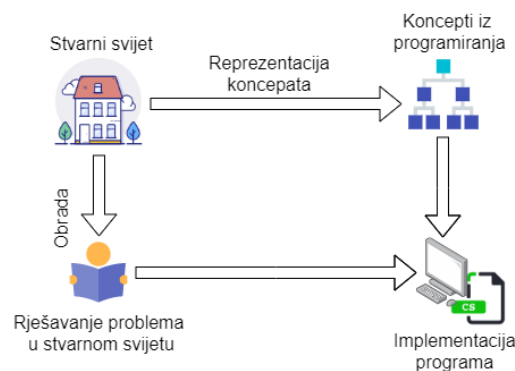 Stvarni svijet
Koncepti iz
programiranja
Reprezentacija
koncepata
Obrada
Rješavanje problema
u stvarnom svijetu
CS
Implementacija
programa